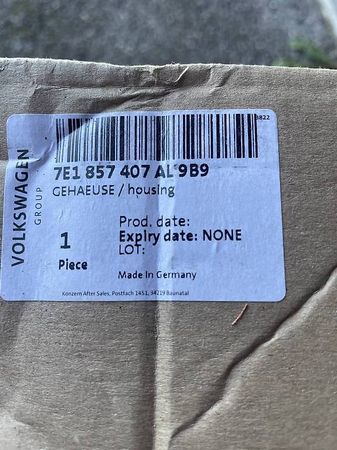 3822
VOLKSWAGEN
GROUP
7E1 857 407 AL 9B9
GEHAEUSE / housing
Prod. date:
1 Expiry date: NONE
LOT:
Piece
Made In Germany
Konzern After Sales, Postfach 1451, 34219 Baunatal